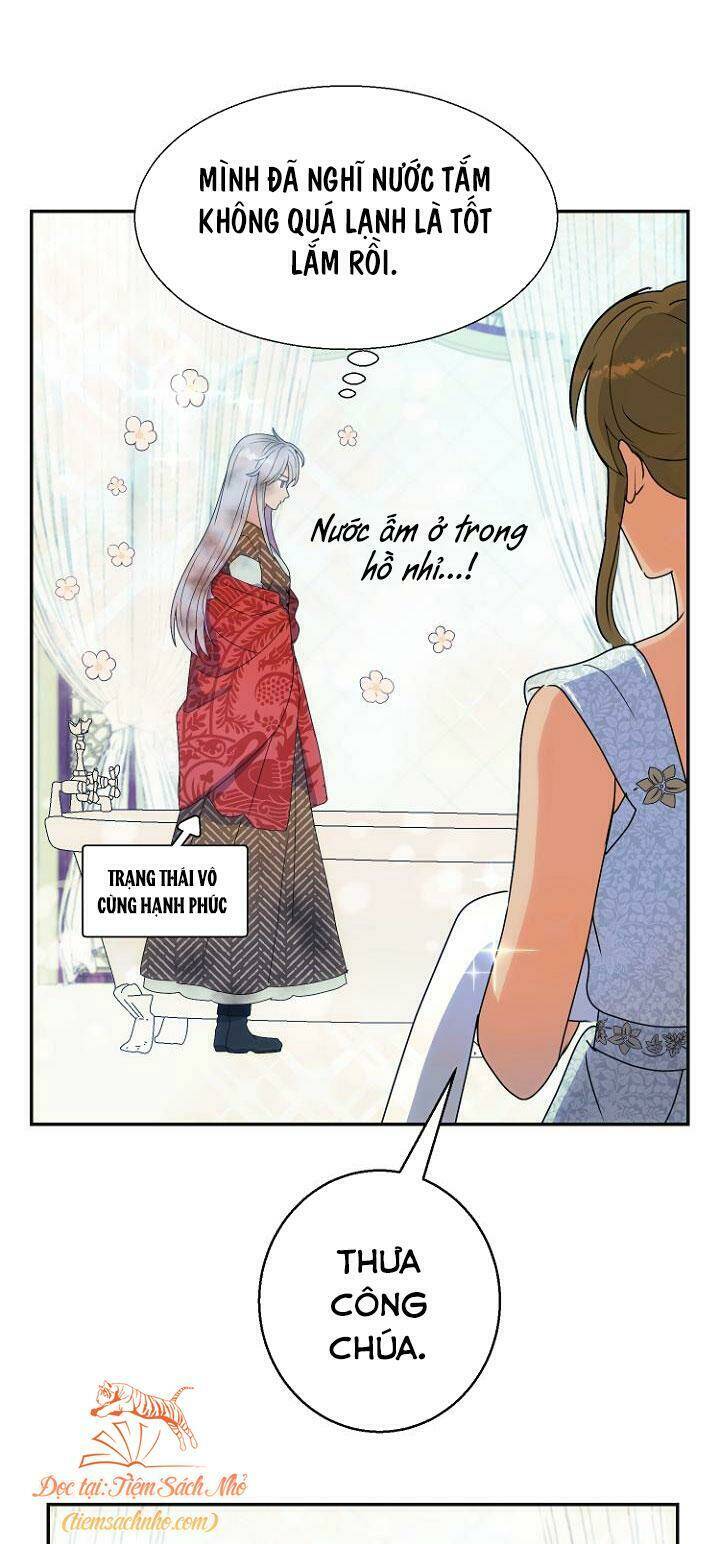 MÌNH ĐÃ NGHĨ NƯỚC TẮM
KHÔNG QUÁ LẠNH LÀ TỐT
LẮM RỒI.
Nước ấm ở trong
hồ nhỉ...!
TRẠNG THÁI VÔ
CÙNG HẠNH PHÚC
THƯA
CÔNG
CHÚA.
Đọc tại: Tiệm Sách Nhỏ
(tiemsachnho.com)